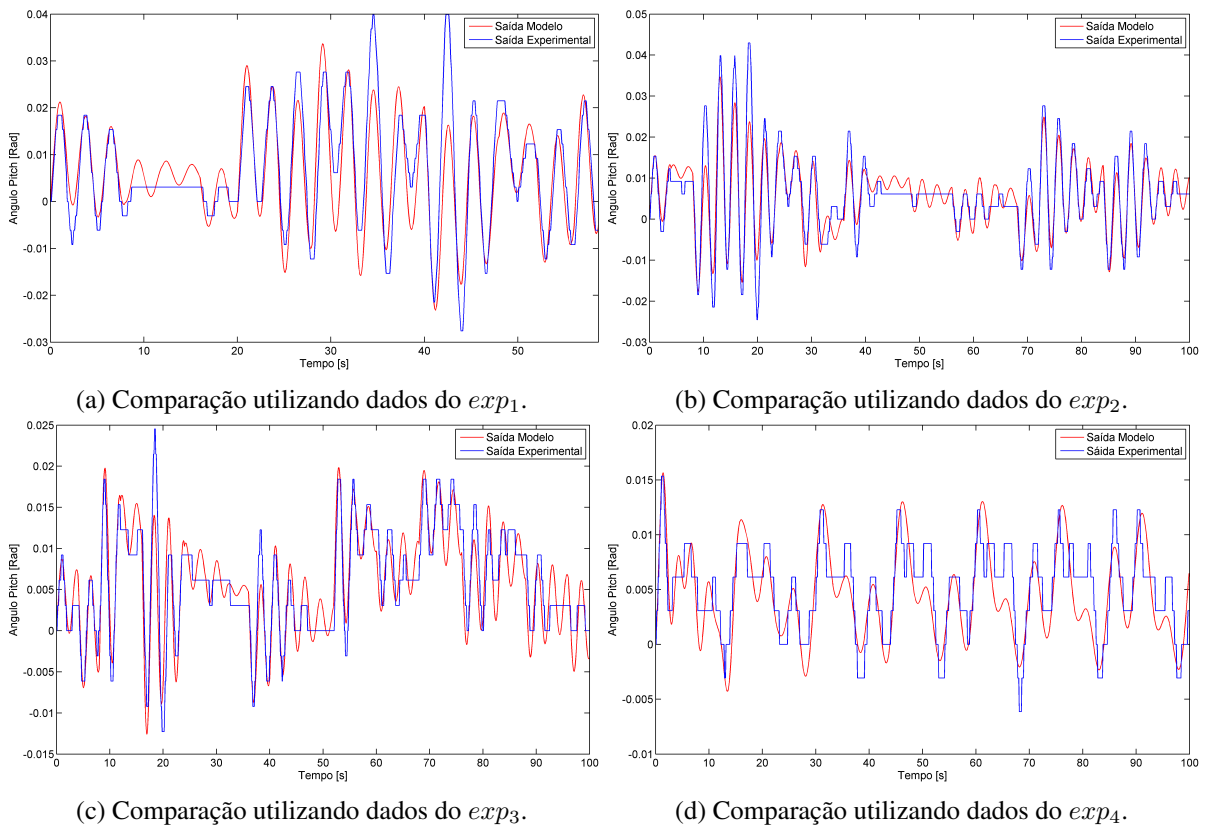 0.04
0.03
0.02
0.01
0
-0.01
-0.02
-0.03
Angulo Pitch [Rad]
0 10 20 30 40 50
Tempo [s]
Saída Modelo
Saída Experimental
(a) Comparação utilizando dados do exp1.
0.05
0.04
0.03
0.02
0.01
0
-0.01
-0.02
-0.03
Angulo Pitch [Rad]
0 10 20 30 40 50 60 70 80 90 100
Tempo [s]
Saída Modelo
Saída Experimental
(b) Comparação utilizando dados do exp2.
0.025
0.02
0.015
0.01
0.005
0
-0.005
-0.01
-0.015
Angulo Pitch [Rad]
0 10 20 30 40 50 60 70 80 90 100
Tempo [s]
Saída Modelo
Saída Experimental
(c) Comparação utilizando dados do exp3.
0.02
0.015
0.01
0.005
0
-0.005
-0.01
Angulo Pitch [Rad]
0 10 20 30 40 50 60 70 80 90 100
Tempo [s]
Saída Modelo
Sáida Experimental
(d) Comparação utilizando dados do exp4.